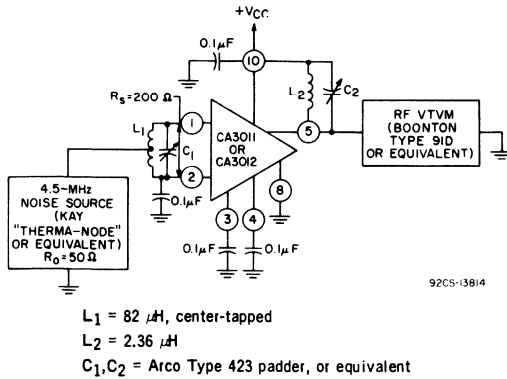 +VCC
0.1µF
10
L2
C2
RS=200 Ω
L1
C1
1
2
CA3011
OR
CA3012
5
8
3
4
RF VTVM
(BOONTON
TYPE 91D
OR EQUIVALENT)
0.1µF
4.5-MHz
NOISE SOURCE
(KAY
"THERMA-NODE"
OR EQUIVALENT)
RO=50Ω
0.1µF
0.1µF
92CS-13814
L1 = 82 µH, center-tapped
L2 = 2.36 µH
C1,C2 = Arco Type 423 padder, or equivalent